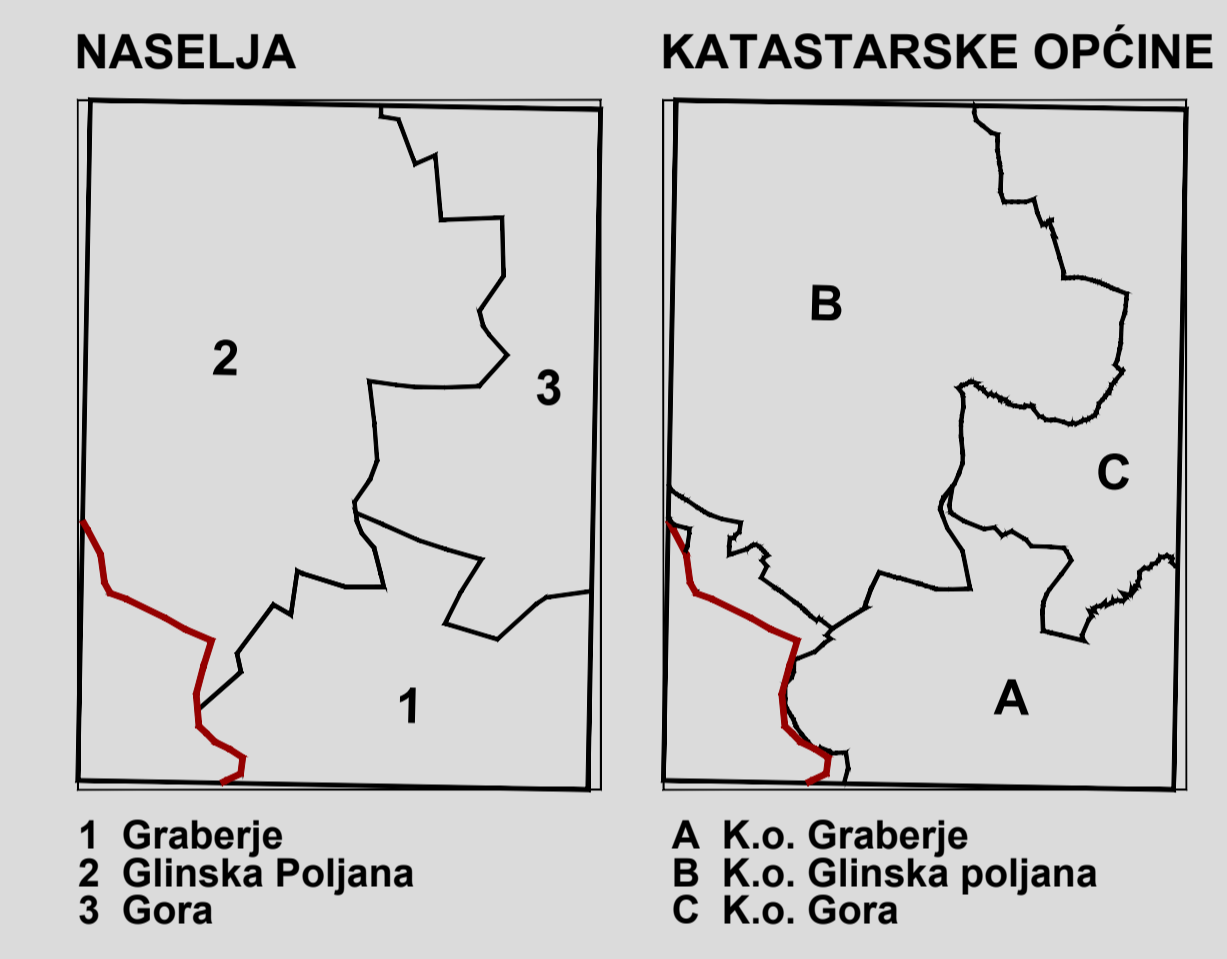 NASELJA
2
3
1
1 Graberje
2 Glinska Poljana
3 Gora
KATASTARSKE OPĆINE
B
C
A
A K.o. Graberje
B K.o. Glinska poljana
C K.o. Gora